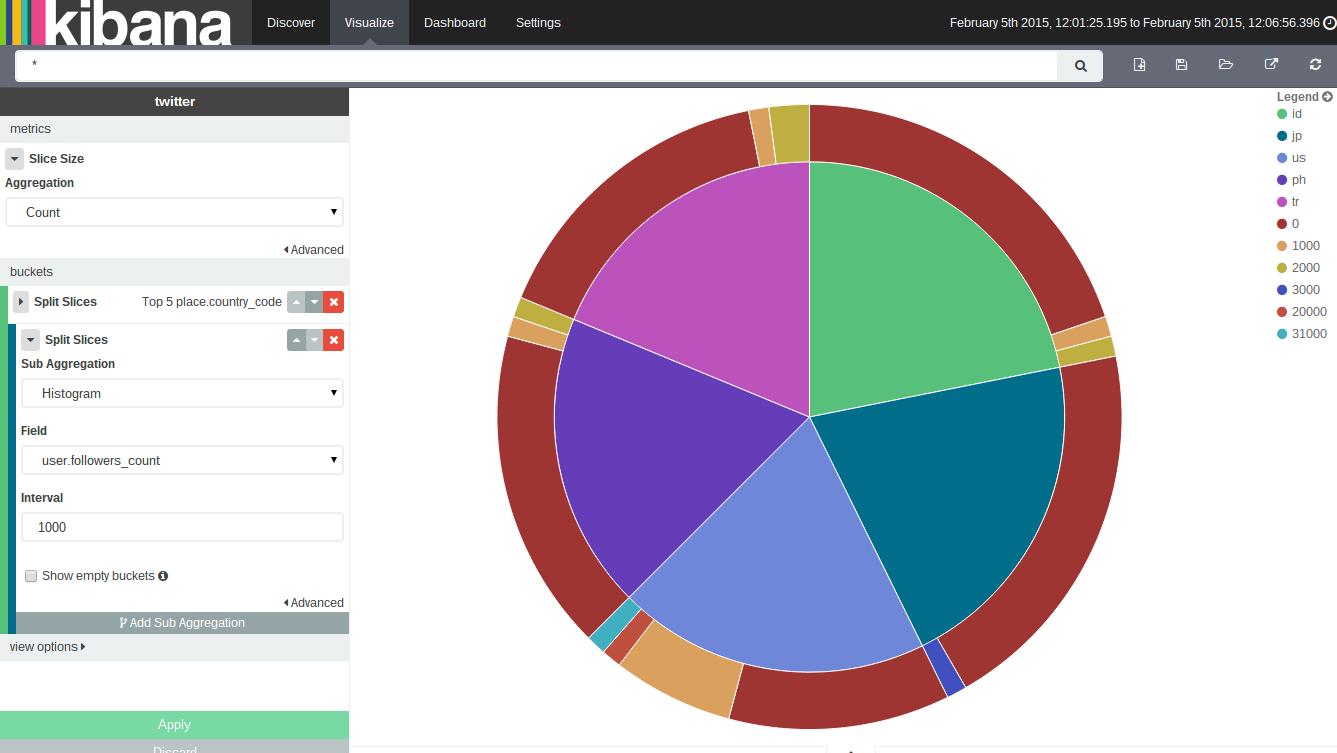 kibana
Discover Visualize Dashboard Settings February 5th 2015, 12:01:25.195 to February 5th 2015, 12:06:56.396
*
twitter
metrics
Slice Size
Aggregation
Count
Advanced
buckets
Split Slices Top 5 place.country_code
Split Slices
Sub Aggregation
Histogram
Field
user.followers_count
Interval
1000
Show empty buckets
Advanced
Add Sub Aggregation
view options
Apply
Discard
Legend
id
jp
us
ph
tr
0
1000
2000
3000
20000
31000